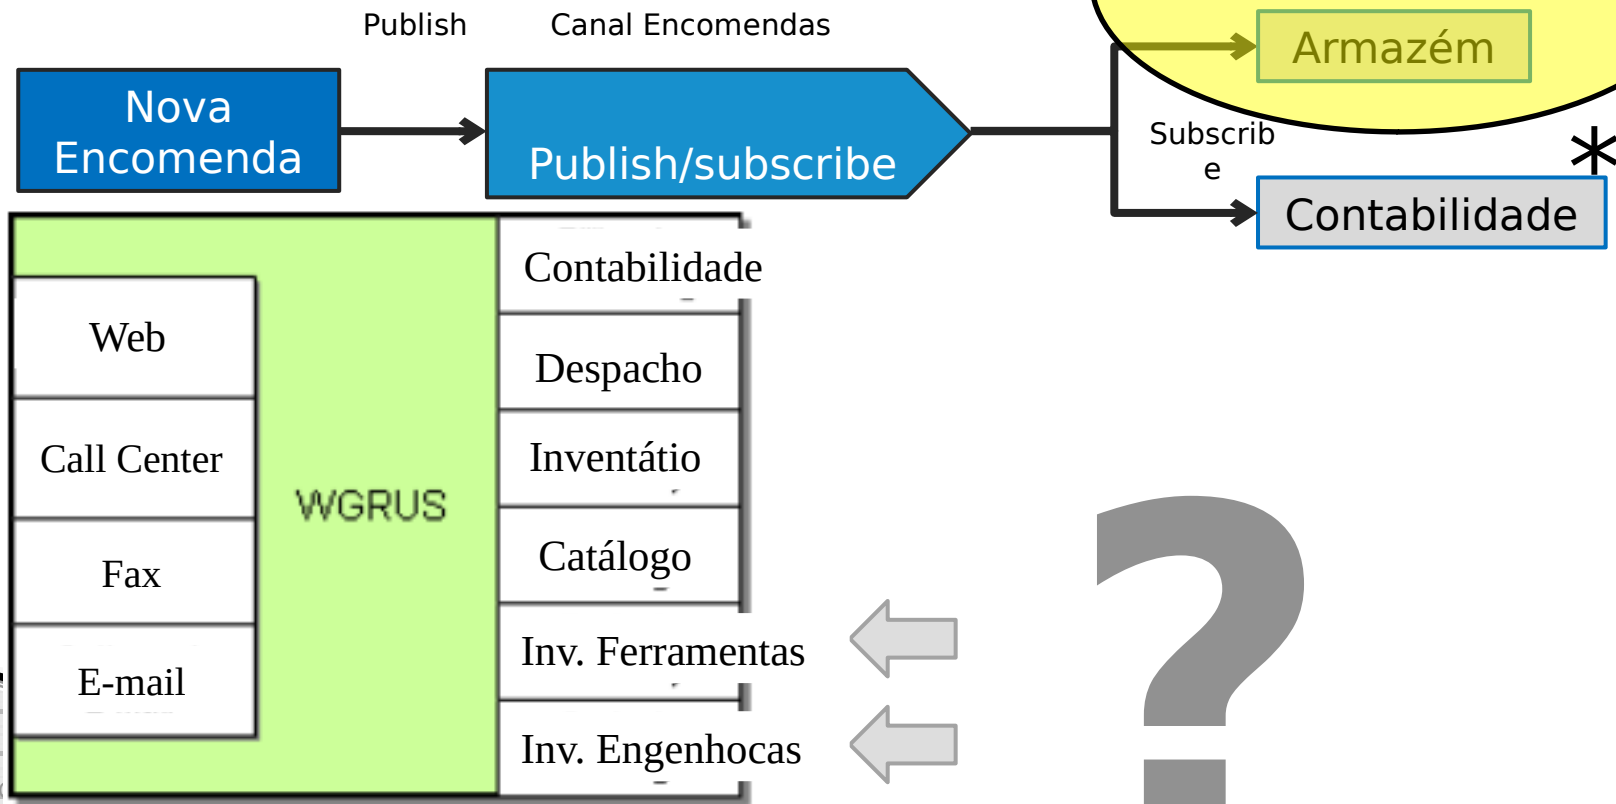 Publish
Canal Encomendas
Armazém
Nova
Encomenda
Publish/subscribe
Subscrib
e
*
Contabilidade
Contabilidade
Web
Despacho
Call Center
Inventátio
WGRUS
Catálogo
Fax
Inv. Ferramentas
E-mail
Inv. Engenhocas
?